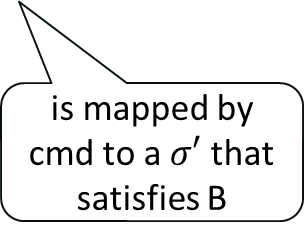 is mapped by
cmd to a 𝜎′ that
satisfies B